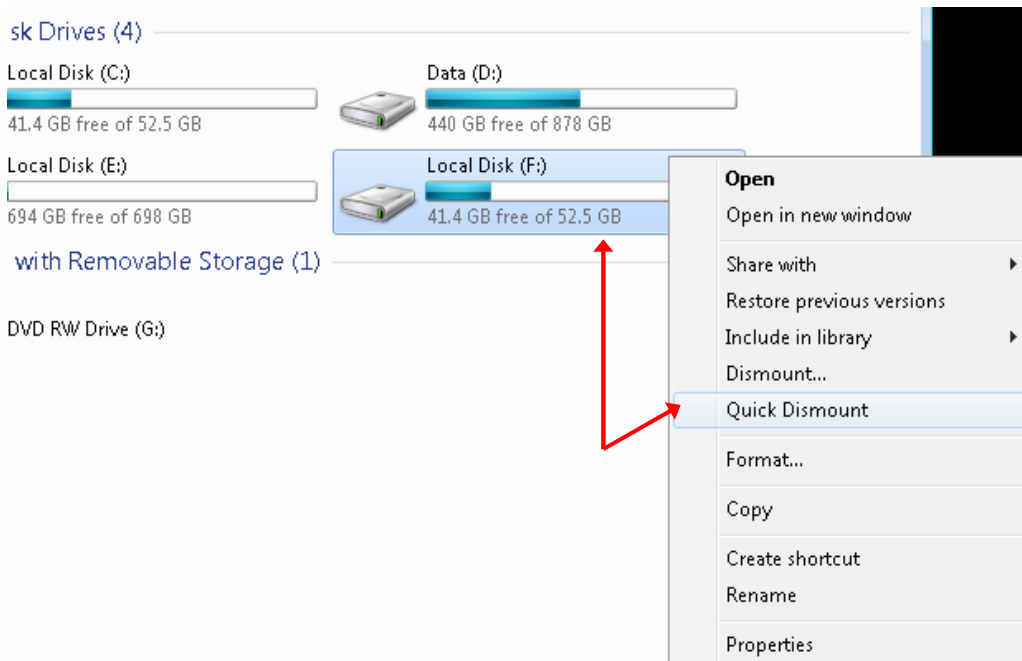 sk Drives (4)
Local Disk (C:)
41.4 GB free of 52.5 GB
Data (D:)
440 GB free of 878 GB
Local Disk (E:)
694 GB free of 698 GB
Local Disk (F:)
41.4 GB free of 52.5 GB
with Removable Storage (1)
DVD RW Drive (G:)
Open
Open in new window
Share with
Restore previous versions
Include in library
Dismount...
Quick Dismount
Format...
Copy
Create shortcut
Rename
Properties